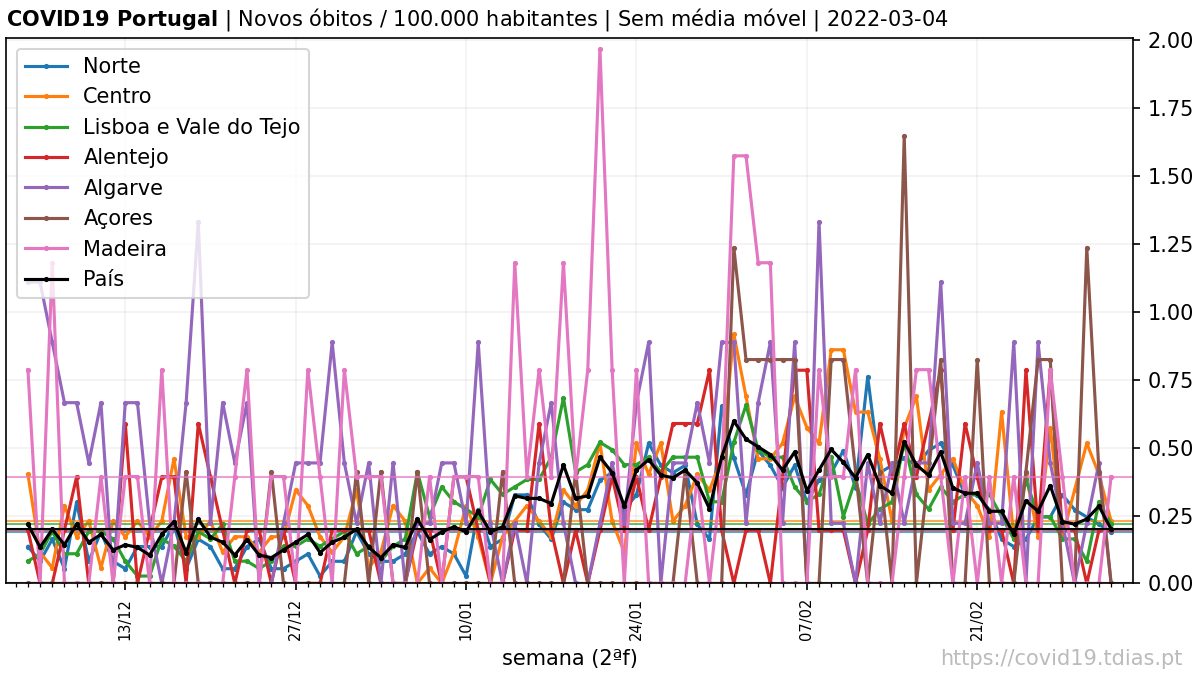 COVID19 Portugal | Novos óbitos / 100.000 habitantes | Sem média móvel | 2022-03-04
Norte
Centro
Lisboa e Vale do Tejo
Alentejo
Algarve
Açores
Madeira
País
2.00
1.75
1.50
1.25
1.00
0.75
0.50
0.25
0.00
13/12
27/12
10/01
24/01
07/02
21/02
semana (2ªf)
https://covid19.tdias.pt